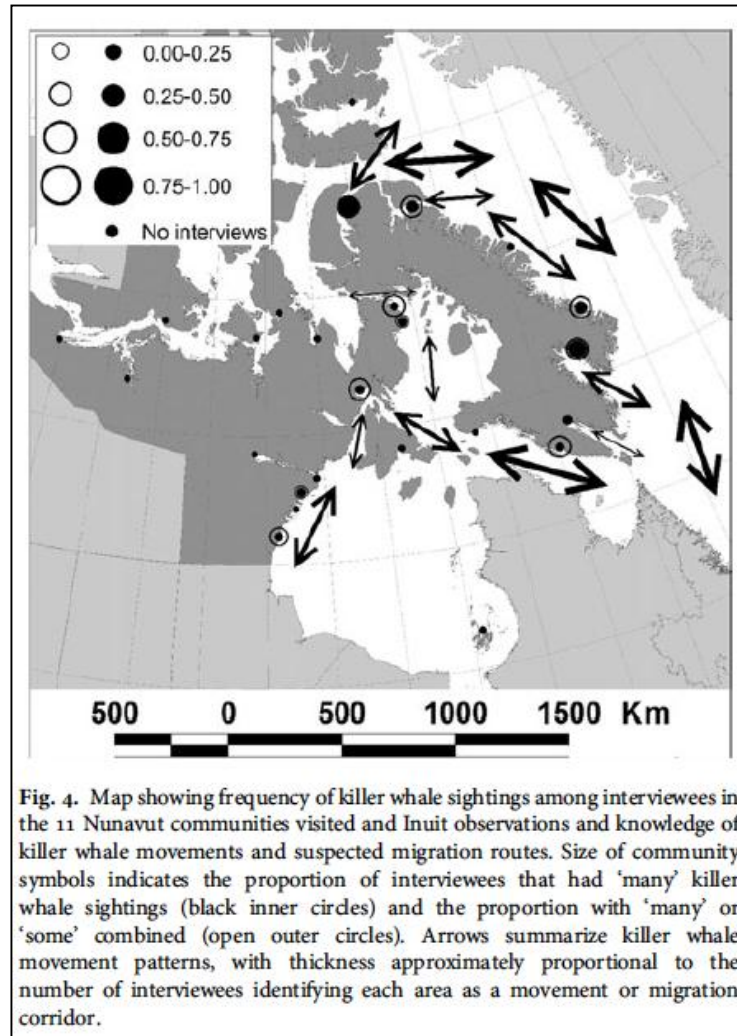 0.00-0.25
0.25-0.50
0.50-0.75
0.75-1.00
No interviews
500 0 500 1000 1500 Km
Fig. 4. Map showing frequency of killer whale sightings among interviewees in
the 11 Nunavut communities visited and Inuit observations and knowledge of
killer whale movements and suspected migration routes. Size of community
symbols indicates the proportion of interviewees that had ‘many’ killer
whale sightings (black inner circles) and the proportion with ‘many’ or
‘some’ combined (open outer circles). Arrows summarize killer whale
movement patterns, with thickness approximately proportional to the
number of interviewees identifying each area as a movement or migration
corridor.